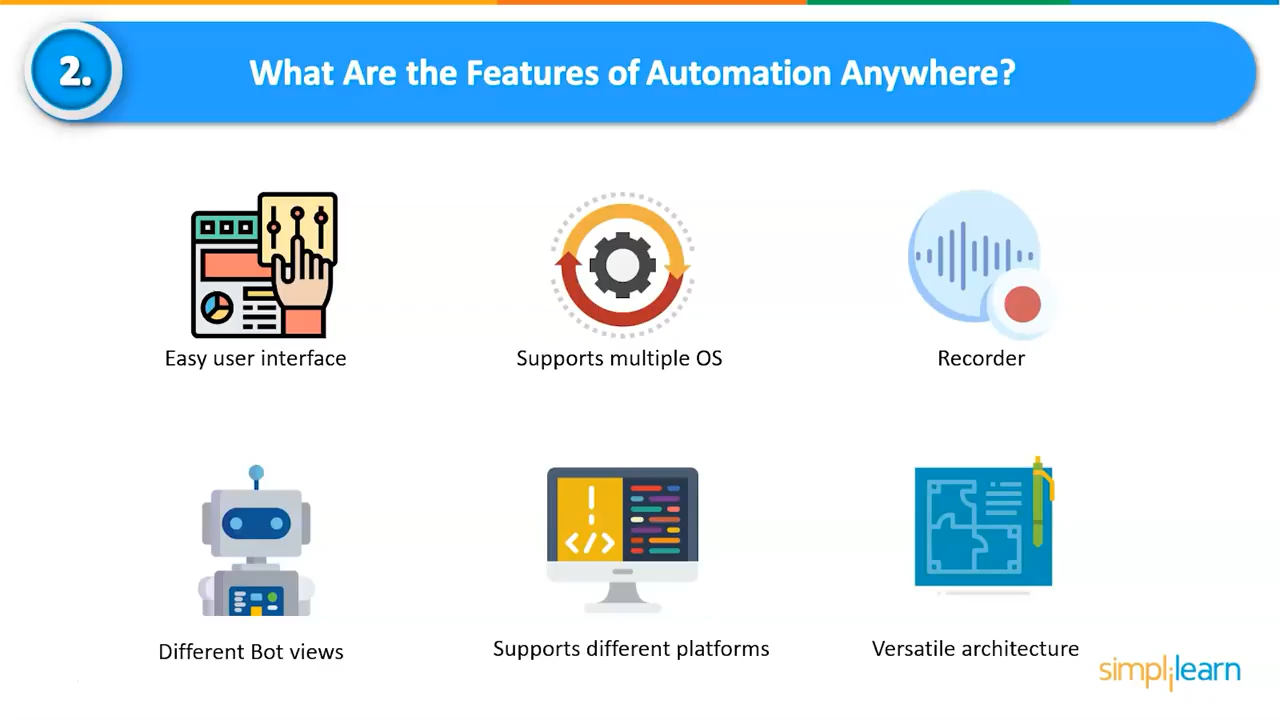 2.
What Are the Features of Automation Anywhere?
Easy user interface
Supports multiple OS
Recorder
Different Bot views
Supports different platforms
Versatile architecture
simplilearn